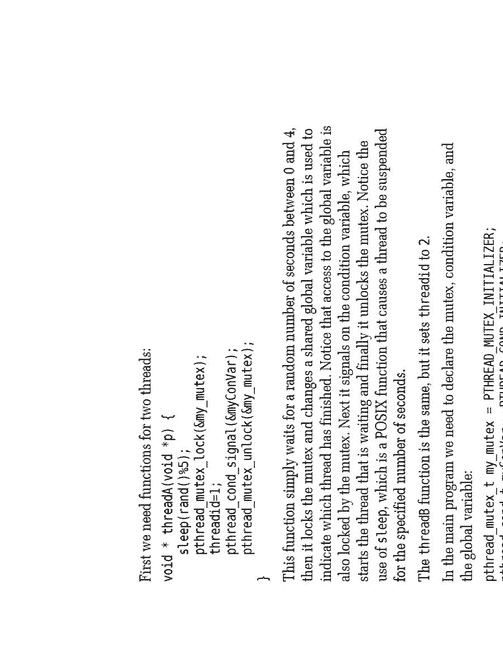 First we need functions for two threads:
void * threadA(void *p) {
sleep(rand()%5);
pthread_mutex_lock(&my_mutex);
threadid=1;
pthread_cond_signal(&myConVar);
pthread_mutex_unlock(&my_mutex);
}
This function simply waits for a random number of seconds between 0 and 4,
then it locks the mutex and changes a shared global variable which is used to
indicate which thread has finished. Notice that access to the global variable is
also locked by the mutex. Next it signals on the condition variable, which
starts the thread that is waiting and finally it unlocks the mutex. Notice the
use of sleep, which is a POSIX function that causes a thread to be suspended
for the specified number of seconds.
The threadB function is the same, but it sets threadid to 2.
In the main program we need to declare the mutex, condition variable, and
the global variable:
pthread_mutex_t my_mutex = PTHREAD_MUTEX_INITIALIZER;